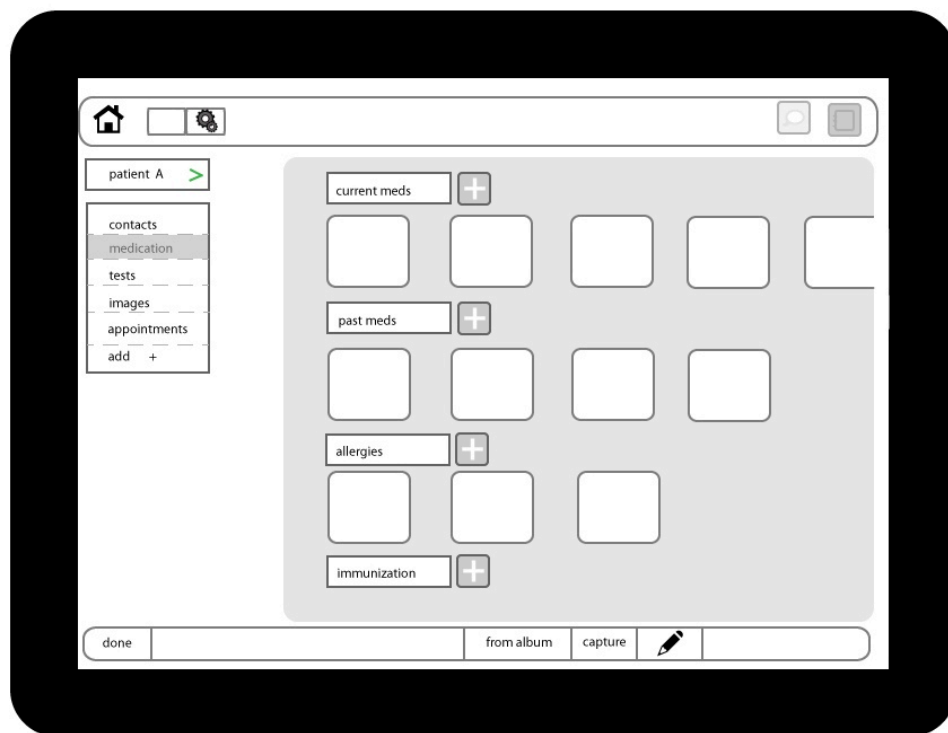 patient A >
contacts
medication
tests
images
appointments
add +
current meds
past meds
allergies
immunization
done
from album
capture